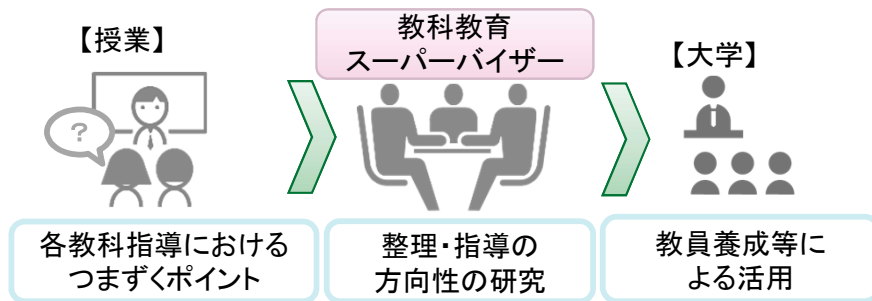 【授業】
教科教育
スーパーバイザー
【大学】
?
各教科指導における
つまずくポイント
整理・指導の
方向性の研究
教員養成等に
よる活用